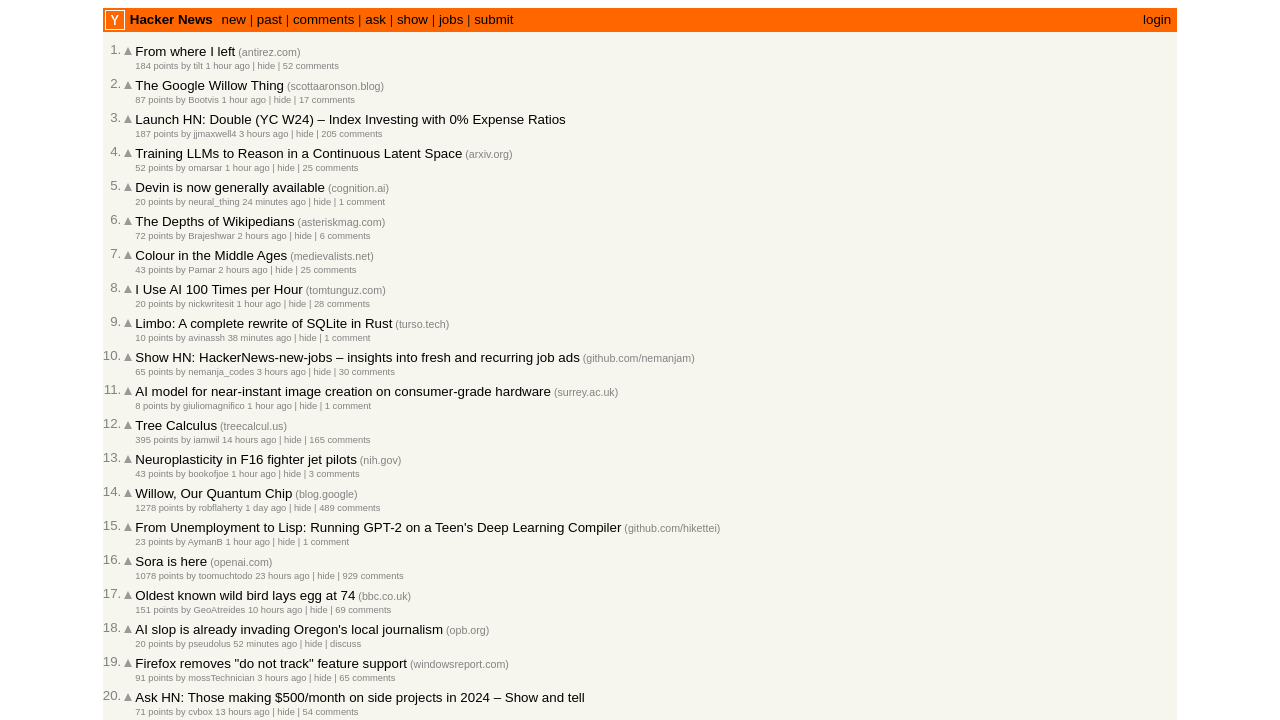 Y Hacker News new | past | comments | ask | show | jobs | submit login
1. ▲ From where I left (antirez.com)
184 points by tilt 1 hour ago | hide | 52 comments
2. ▲ The Google Willow Thing (scottaaronson.blog)
87 points by Bootvis 1 hour ago | hide | 17 comments
3. ▲ Launch HN: Double (YC W24) – Index Investing with 0% Expense Ratios
187 points by jjmaxwell4 3 hours ago | hide | 205 comments
4. ▲ Training LLMs to Reason in a Continuous Latent Space (arxiv.org)
52 points by omarsar 1 hour ago | hide | 25 comments
5. ▲ Devin is now generally available (cognition.ai)
20 points by neural_thing 24 minutes ago | hide | 1 comment
6. ▲ The Depths of Wikipedians (asteriskmag.com)
72 points by Brajeshwar 2 hours ago | hide | 6 comments
7. ▲ Colour in the Middle Ages (medievalists.net)
43 points by Pamar 2 hours ago | hide | 25 comments
8. ▲ I Use AI 100 Times per Hour (tomtunguz.com)
20 points by nickwritesit 1 hour ago | hide | 28 comments
9. ▲ Limbo: A complete rewrite of SQLite in Rust (turso.tech)
10 points by avinassh 38 minutes ago | hide | 1 comment
10. ▲ Show HN: HackerNews-new-jobs – insights into fresh and recurring job ads (github.com/nemanjam)
65 points by nemanja_codes 3 hours ago | hide | 30 comments
11. ▲ AI model for near-instant image creation on consumer-grade hardware (surrey.ac.uk)
8 points by giuliomagnifico 1 hour ago | hide | 1 comment
12. ▲ Tree Calculus (treecalcul.us)
395 points by iamwil 14 hours ago | hide | 165 comments
13. ▲ Neuroplasticity in F16 fighter jet pilots (nih.gov)
43 points by bookofjoe 1 hour ago | hide | 3 comments
14. ▲ Willow, Our Quantum Chip (blog.google)
1278 points by robflaherty 1 day ago | hide | 489 comments
15. ▲ From Unemployment to Lisp: Running GPT-2 on a Teen's Deep Learning Compiler (github.com/hikettei)
23 points by AymanB 1 hour ago | hide | 1 comment
16. ▲ Sora is here (openai.com)
1078 points by toomuchtodo 23 hours ago | hide | 929 comments
17. ▲ Oldest known wild bird lays egg at 74 (bbc.co.uk)
151 points by GeoAtreides 10 hours ago | hide | 69 comments
18. ▲ AI slop is already invading Oregon's local journalism (opb.org)
20 points by pseudolus 52 minutes ago | hide | discuss
19. ▲ Firefox removes "do not track" feature support (windowsreport.com)
91 points by mossTechnician 3 hours ago | hide | 65 comments
20. ▲ Ask HN: Those making $500/month on side projects in 2024 – Show and tell
71 points by cvbox 13 hours ago | hide | 54 comments